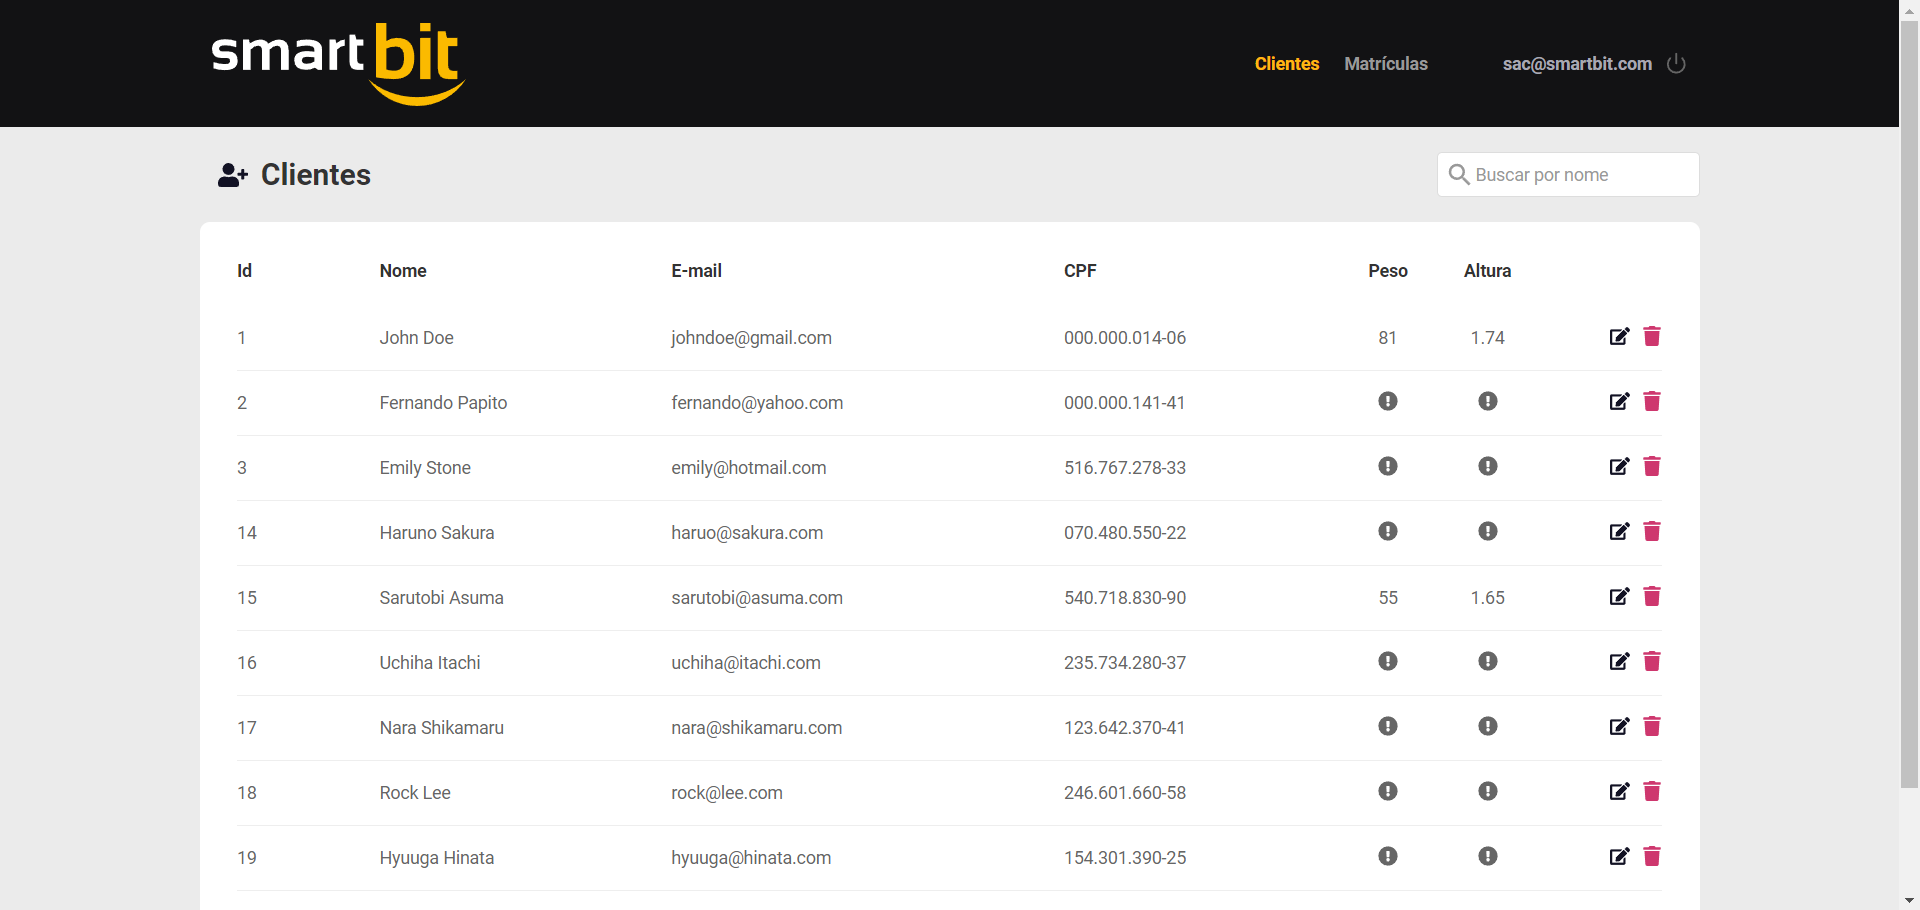 smartbit
Clientes Matrículas sac@smartbit.com
Clientes Buscar por nome
Id Nome E-mail CPF Peso Altura
1 John Doe johndoe@gmail.com 000.000.014-06 81 1.74
2 Fernando Papito fernando@yahoo.com 000.000.141-41
3 Emily Stone emily@hotmail.com 516.767.278-33
14 Haruno Sakura haruo@sakura.com 070.480.550-22
15 Sarutobi Asuma sarutobi@asuma.com 540.718.830-90 55 1.65
16 Uchiha Itachi uchiha@itachi.com 235.734.280-37
17 Nara Shikamaru nara@shikamaru.com 123.642.370-41
18 Rock Lee rock@lee.com 246.601.660-58
19 Hyuuga Hinata hyuuga@hinata.com 154.301.390-25